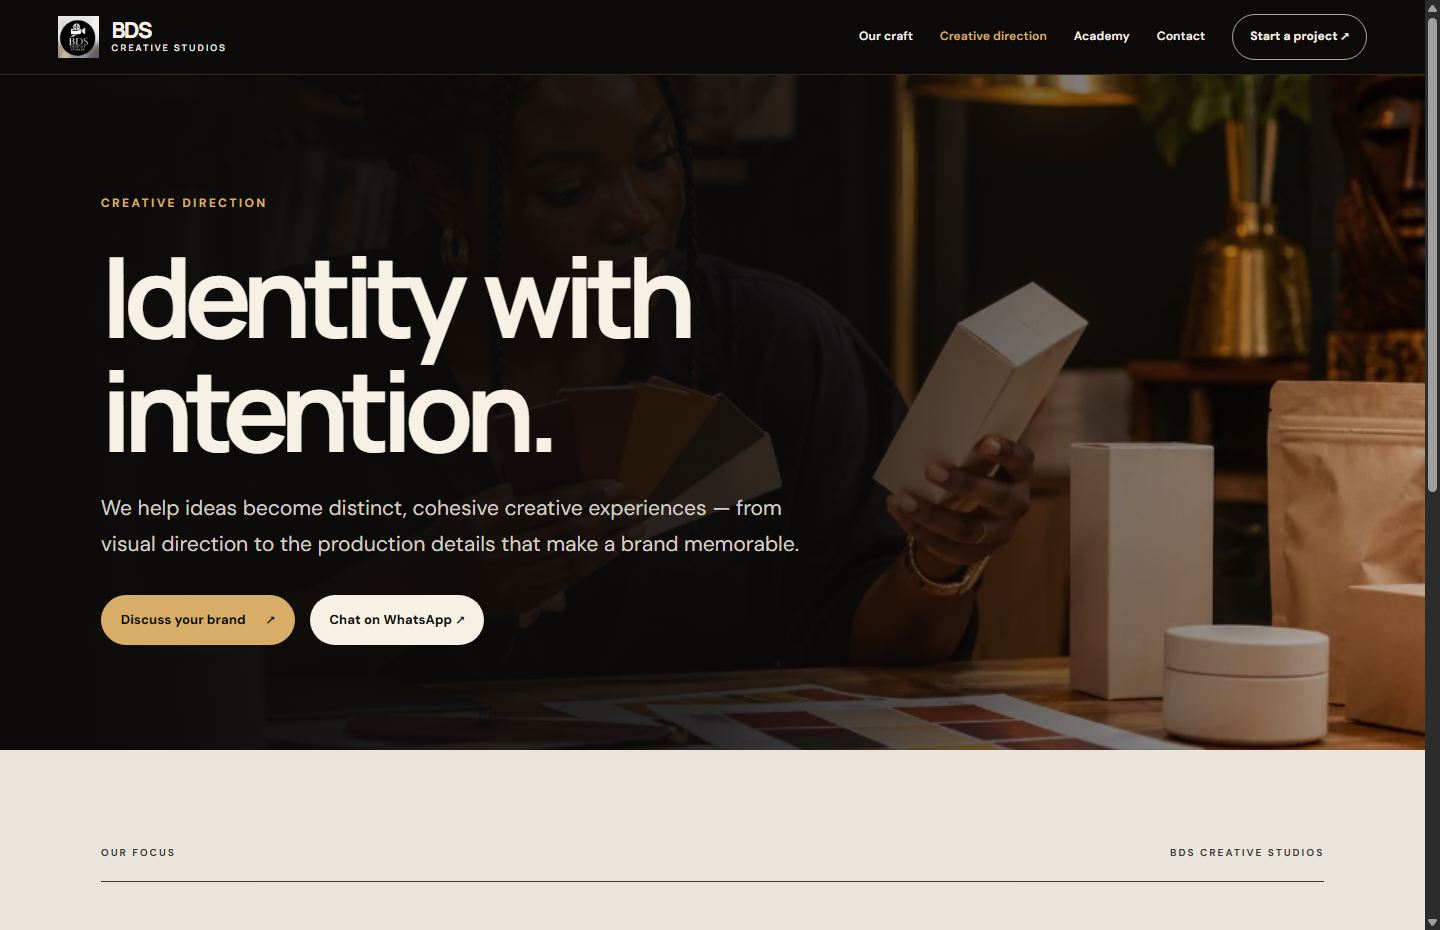 BDS
CREATIVE STUDIOS
Our craft
Creative direction
Academy
Contact
Start a project ↗
CREATIVE DIRECTION
Identity with
intention.
We help ideas become distinct, cohesive creative experiences — from
visual direction to the production details that make a brand memorable.
Discuss your brand ↗
Chat on WhatsApp ↗
OUR FOCUS
BDS CREATIVE STUDIOS